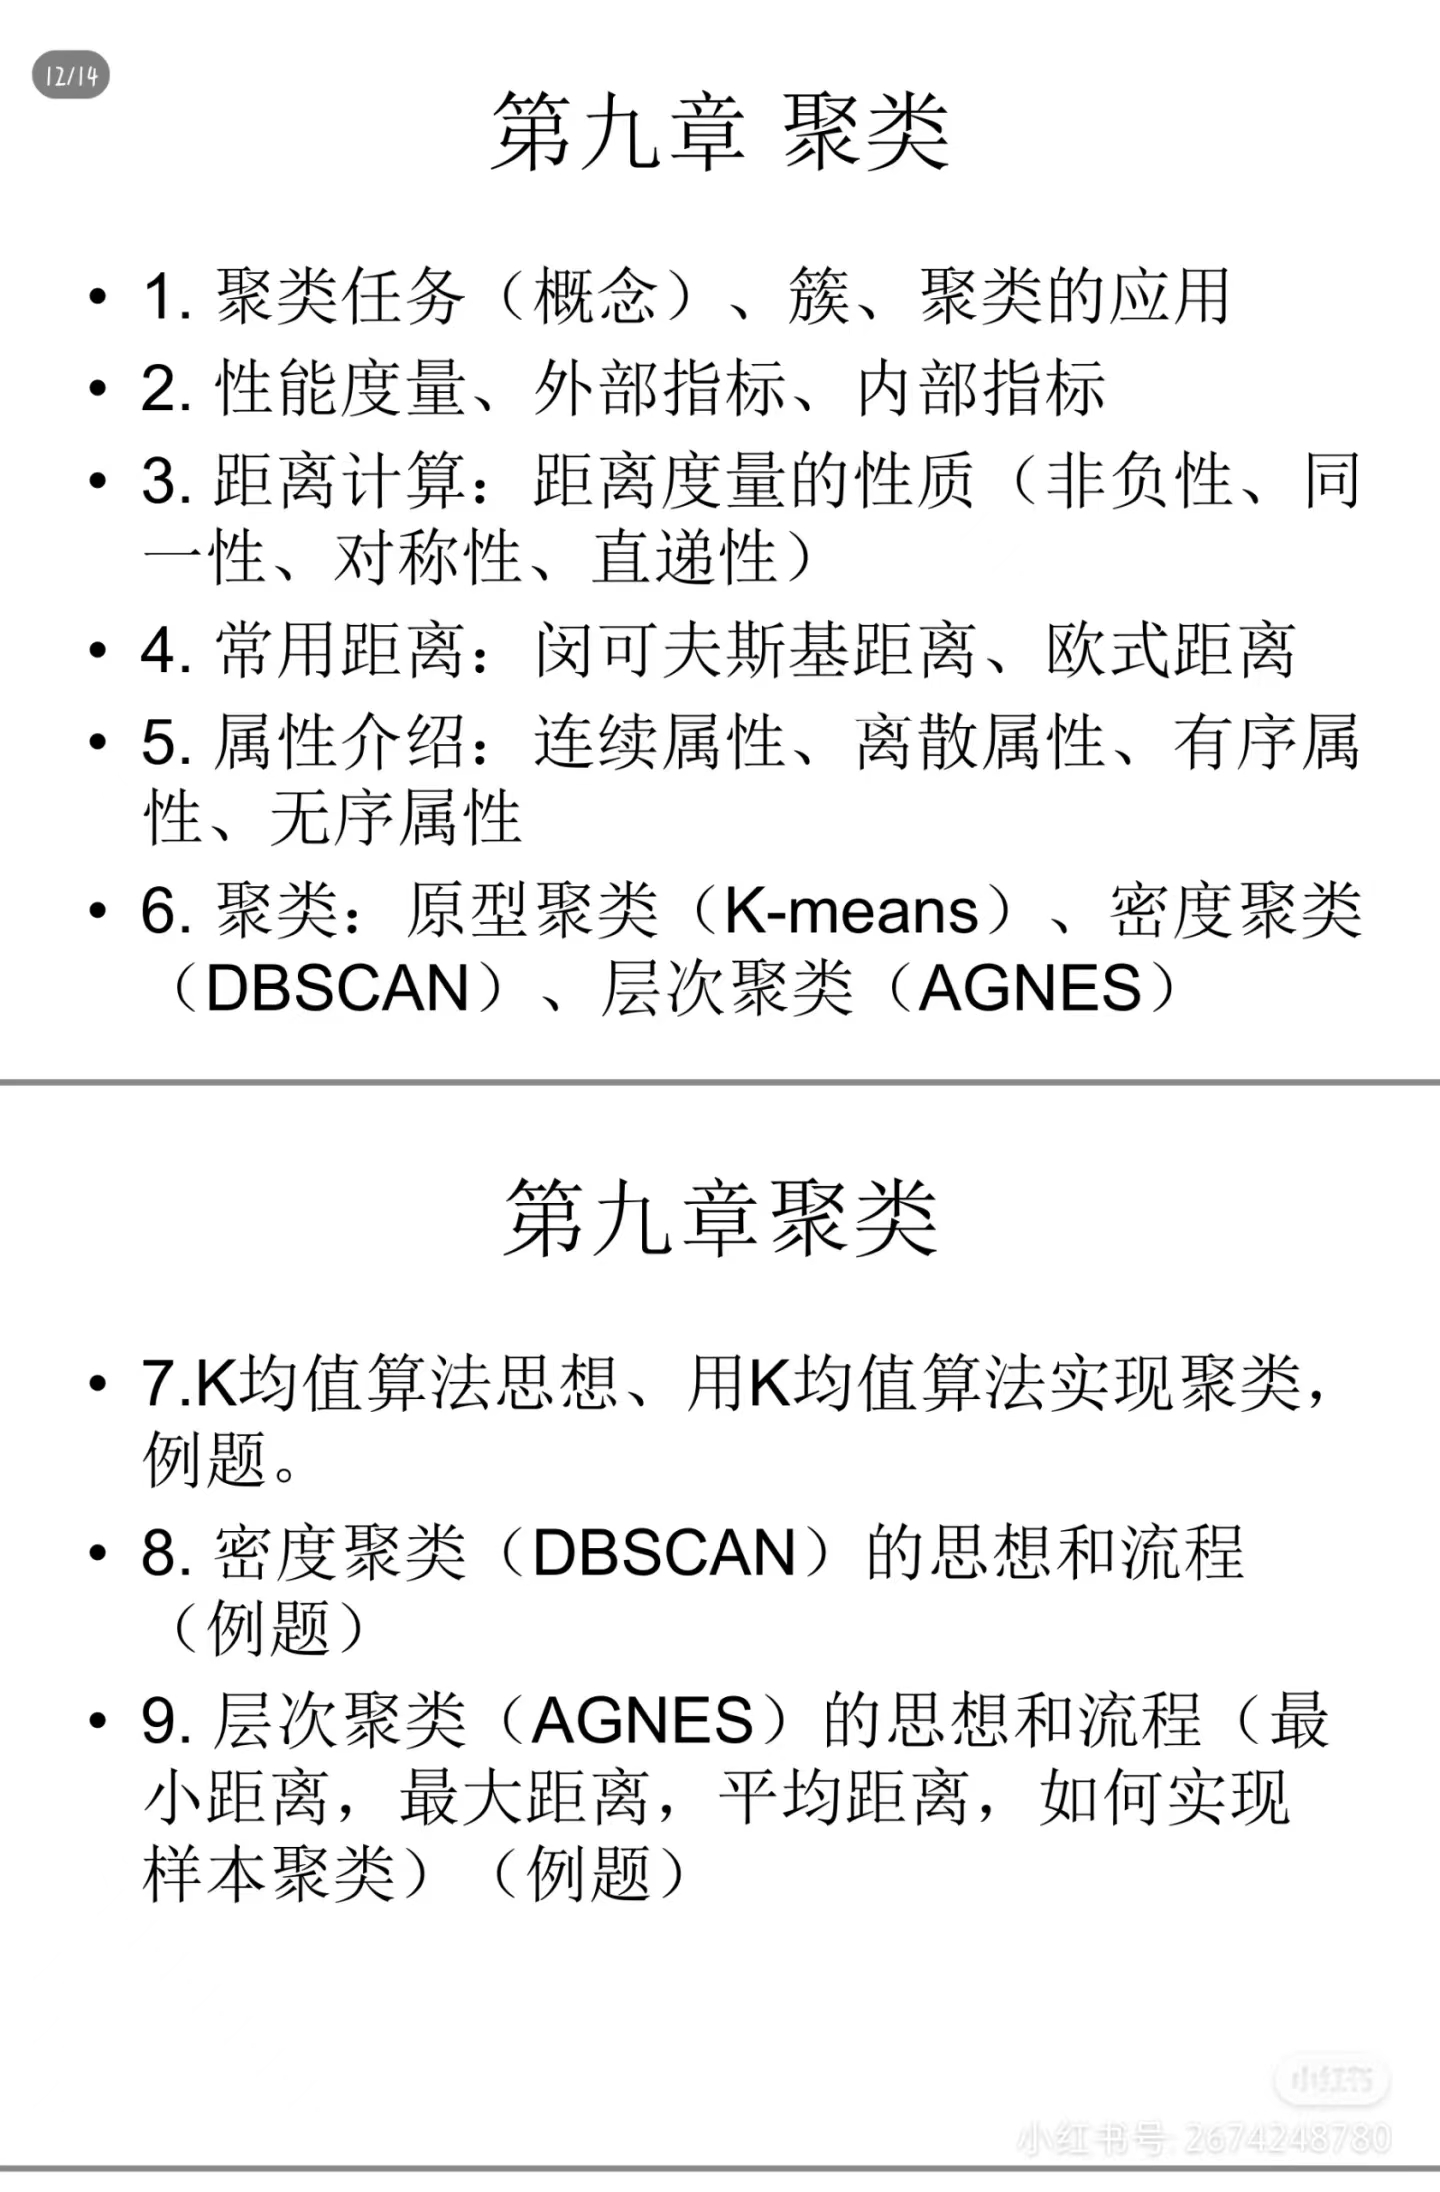 12/14
第九章 聚类
• 1. 聚类任务（概念）、簇、聚类的应用
• 2. 性能度量、外部指标、内部指标
• 3. 距离计算：距离度量的性质（非负性、同
一性、对称性、直递性）
• 4. 常用距离：闵可夫斯基距离、欧式距离
• 5. 属性介绍：连续属性、离散属性、有序属
性、无序属性
• 6. 聚类：原型聚类（K-means）、密度聚类
（DBSCAN）、层次聚类（AGNES）
第九章聚类
• 7.K均值算法思想、用K均值算法实现聚类，
例题。
• 8. 密度聚类（DBSCAN）的思想和流程
（例题）
• 9. 层次聚类（AGNES）的思想和流程（最
小距离，最大距离，平均距离，如何实现
样本聚类）（例题）
小红书
小红书号: 2674248780